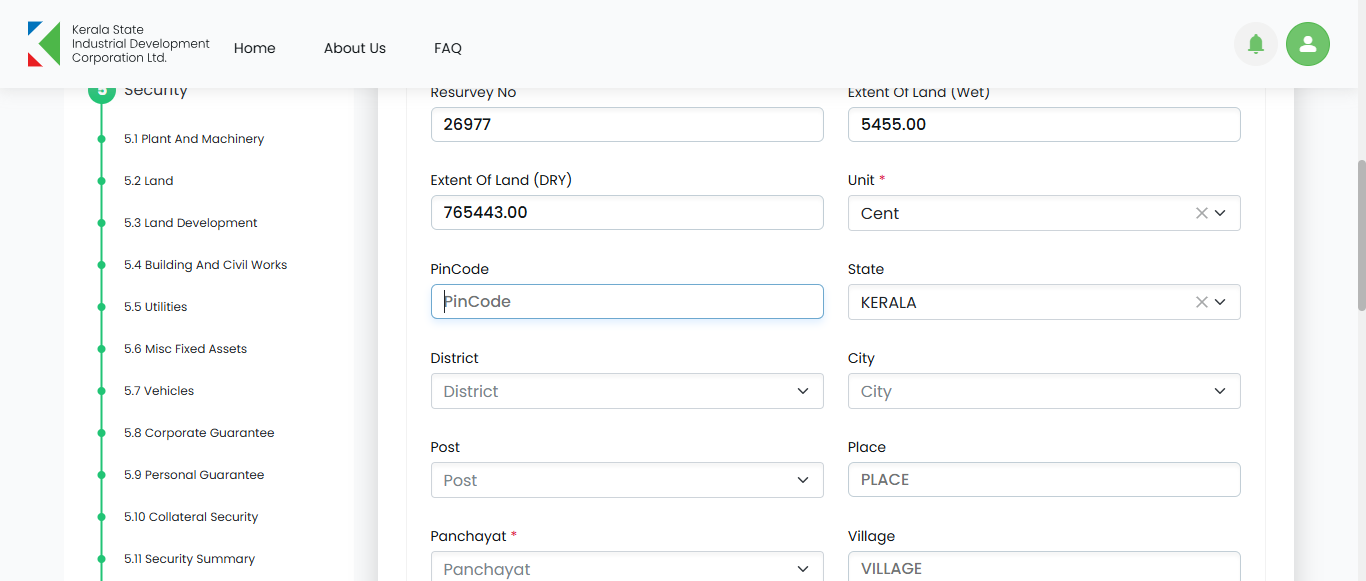 Kerala State
Industrial Development
Corporation Ltd.
Home
About Us
FAQ
5 Security
5.1 Plant And Machinery
5.2 Land
5.3 Land Development
5.4 Building And Civil Works
5.5 Utilities
5.6 Misc Fixed Assets
5.7 Vehicles
5.8 Corporate Guarantee
5.9 Personal Guarantee
5.10 Collateral Security
5.11 Security Summary
Resurvey No
26977
Extent Of Land (Wet)
5455.00
Extent Of Land (DRY)
765443.00
Unit *
Cent
PinCode
PinCode
State
KERALA
District
District
City
City
Post
Post
Place
PLACE
Panchayat *
Panchayat
Village
VILLAGE